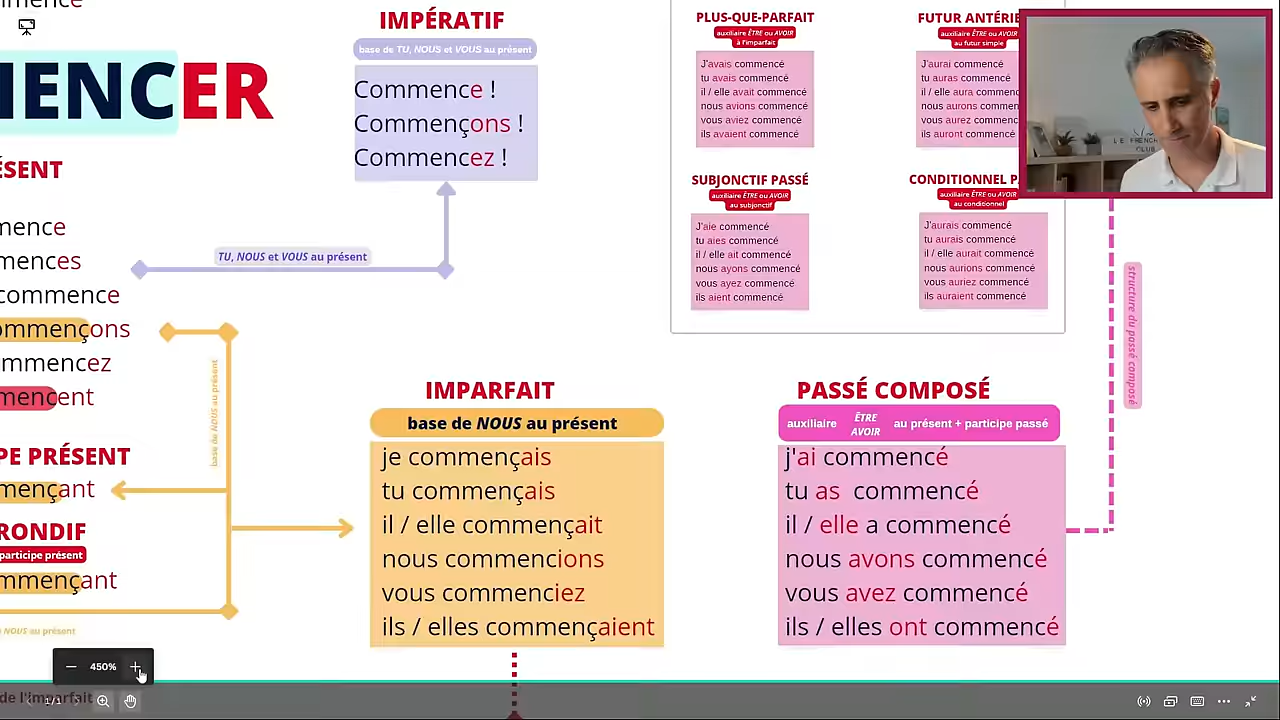 mencé
MENCER
ÉSENT
mence
mences
commence
ommençons
mmencez
mencent
PE PRÉSENT
mençant
RONDIF
participe présent
mmençant
NOUS au présent
base de NOUS au présent
IMPÉRATIF
base de TU, NOUS et VOUS au présent
Commence !
Commençons !
Commencez !
TU, NOUS et VOUS au présent
PLUS-QUE-PARFAIT
auxiliaire ÊTRE ou AVOIR
à l'imparfait
J'avais commencé
tu avais commencé
il / elle avait commencé
nous avions commencé
vous aviez commencé
ils avaient commencé
FUTUR ANTÉRIE
auxiliaire ÊTRE ou AVOIR
au futur simple
J'aurai commencé
tu auras commencé
il / elle aura commencé
nous aurons commen
vous aurez commenc
ils auront commencé
SUBJONCTIF PASSÉ
auxiliaire ÊTRE ou AVOIR
au subjonctif
J'aie commencé
tu aies commencé
il / elle ait commencé
nous ayons commencé
vous ayez commencé
ils aient commencé
CONDITIONNEL PA
auxiliaire ÊTRE ou AVOIR
au conditionnel
J'aurais commencé
tu aurais commencé
il / elle aurait commencé
nous aurions commencé
vous auriez commencé
ils auraient commencé
LE FRENCH
CLUB
structure du passé composé
IMPARFAIT
base de NOUS au présent
je commençais
tu commençais
il / elle commençait
nous commencions
vous commenciez
ils / elles commençaient
PASSÉ COMPOSÉ
auxiliaire ÊTRE AVOIR au présent + participe passé
j'ai commencé
tu as commencé
il / elle a commencé
nous avons commencé
vous avez commencé
ils / elles ont commencé
450%
de l'imparfait
1/1